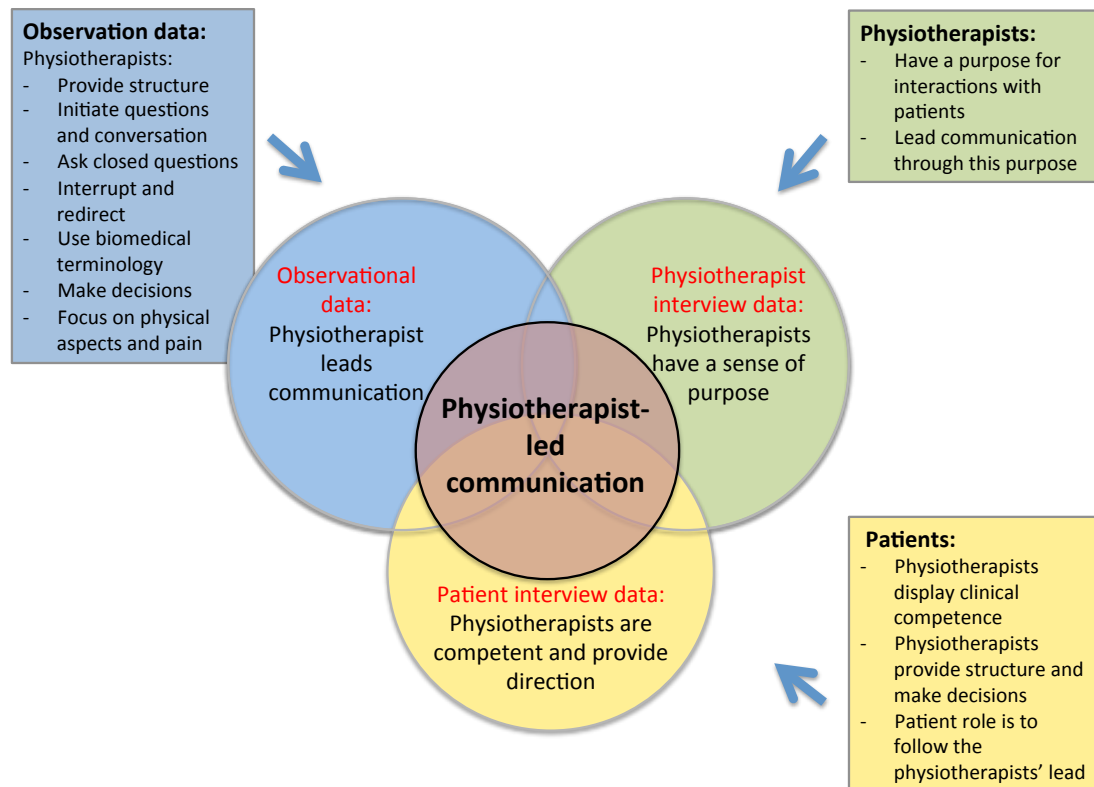 Observation data:
Physiotherapists:
- Provide structure
- Initiate questions
and conversation
- Ask closed questions
- Interrupt and
redirect
- Use biomedical
terminology
- Make decisions
- Focus on physical
aspects and pain
Physiotherapists:
- Have a purpose for
interactions with
patients
- Lead communication
through this purpose
Observational
data:
Physiotherapist
leads
communication
Physiotherapist
interview data:
Physiotherapists
have a sense of
purpose
Physiotherapist-
led
communication
Patient interview data:
Physiotherapists are
competent and provide
direction
Patients:
- Physiotherapists
display clinical
competence
- Physiotherapists
provide structure and
make decisions
- Patient role is to
follow the
physiotherapists’ lead